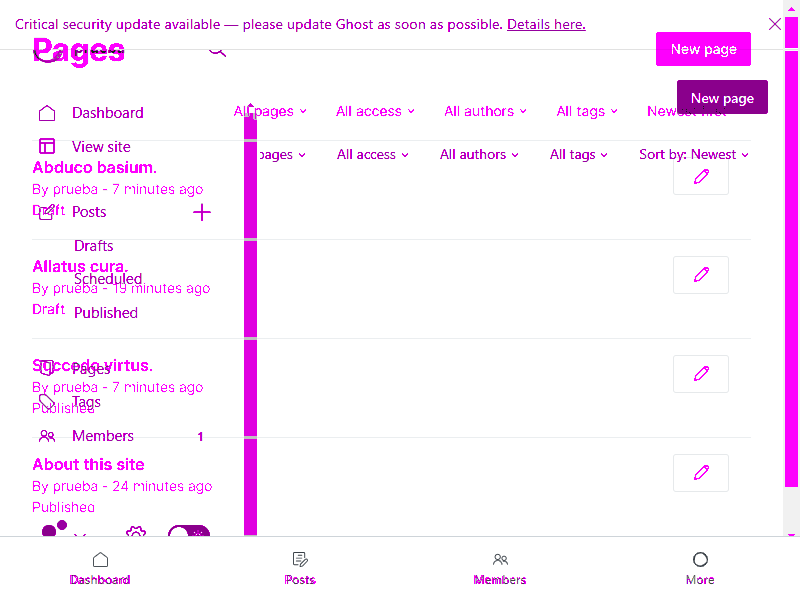 Critical security update available — please update Ghost as soon as possible. Details here.
Pages
New page
New page
Dashboard
All pages
All access
All authors
All tags
Newest first
View site
pages
All access
All authors
All tags
Sort by: Newest
Abduco basium.
By prueba - 7 minutes ago
Draft
Posts
Drafts
Allatus cura.
Scheduled
By prueba - 19 minutes ago
Draft
Published
Succedo virtus.
Pages
By prueba - 7 minutes ago
Tags
Published
Members 1
About this site
By prueba - 24 minutes ago
Published
Dashboard
Posts
Members
More